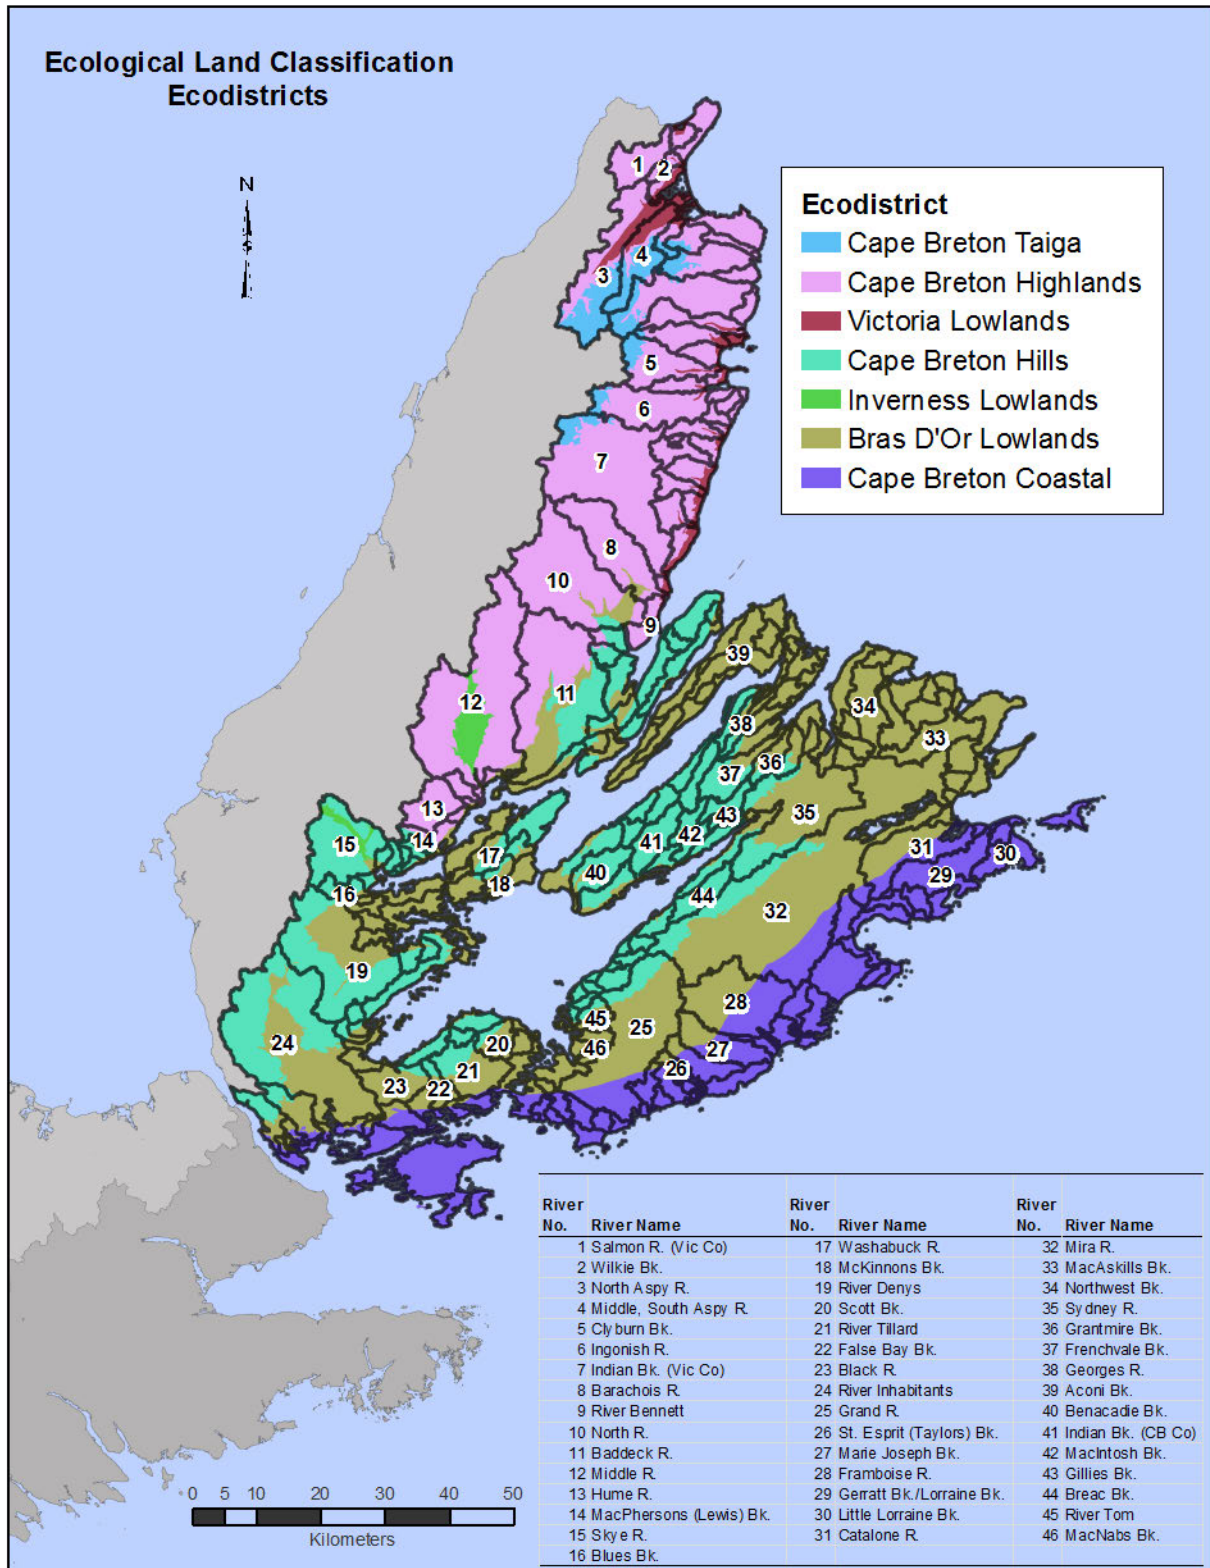 Ecological Land Classification
Ecodistricts
N
S
Ecodistrict
Cape Breton Taiga
Cape Breton Highlands
Victoria Lowlands
Cape Breton Hills
Inverness Lowlands
Bras D'Or Lowlands
Cape Breton Coastal
1
2
4
3
5
6
7
8
10
9
39
11
12
34
38
33
36
37
13
43
35
14
41
42
15
31
17
30
40
29
18
16
44
32
19
28
45
25
24
20
46
27
26
21
23
22
River No. River Name River No. River Name River No. River Name
1 Salmon R. (Vic Co) 17 Washabuck R. 32 Mira R.
2 Wilkie Bk. 18 McKinnons Bk. 33 MacAskills Bk.
3 North Aspy R. 19 River Denys 34 Northwest Bk.
4 Middle, South Aspy R. 20 Scott Bk. 35 Sydney R.
5 Clyburn Bk. 21 River Tillard 36 Grantmire Bk.
6 Ingonish R. 22 False Bay Bk. 37 Frenchvale Bk.
7 Indian Bk. (Vic Co) 23 Black R. 38 Georges R.
8 Barachois R. 24 River Inhabitants 39 Aconi Bk.
9 River Bennett 25 Grand R. 40 Benacadie Bk.
10 North R. 26 St. Esprit (Taylors) Bk. 41 Indian Bk. (CB Co)
11 Baddeck R. 27 Marie Joseph Bk. 42 MacIntosh Bk.
12 Middle R. 28 Framboise R. 43 Gillies Bk.
13 Hume R. 29 Gerratt Bk./Lorraine Bk. 44 Breac Bk.
14 MacPhersons (Lewis) Bk. 30 Little Lorraine Bk. 45 River Tom
15 Skye R. 31 Catalone R. 46 MacNabs Bk.
16 Blues Bk.
0 5 10 20 30 40 50
Kilometers